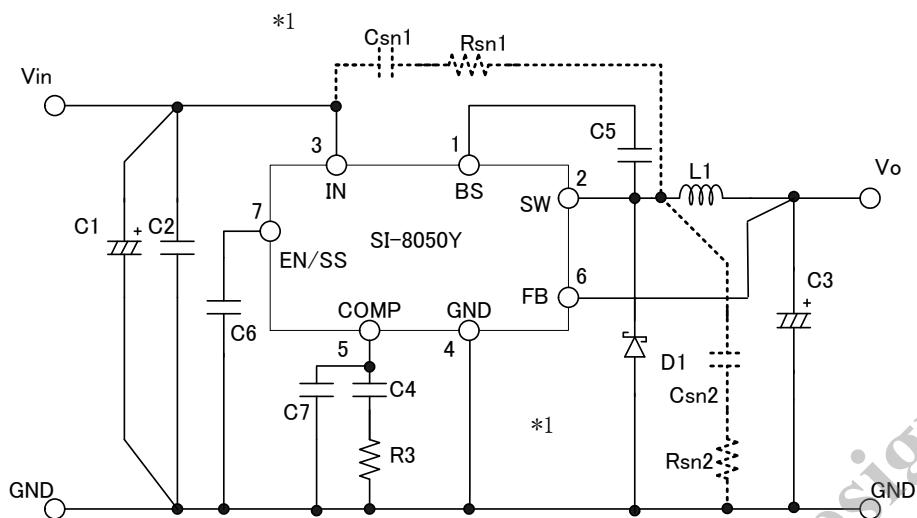 *1
Csn1
Rsn1
Vin
C5
3
1
L1
Vo
IN
BS
2
SW
7
C1
+
C2
SI-8050Y
EN/SS
6
C3
FB
+
COMP
GND
C6
5
4
D1
C4
Csn2
C7
*1
R3
Rsn2
GND
GND